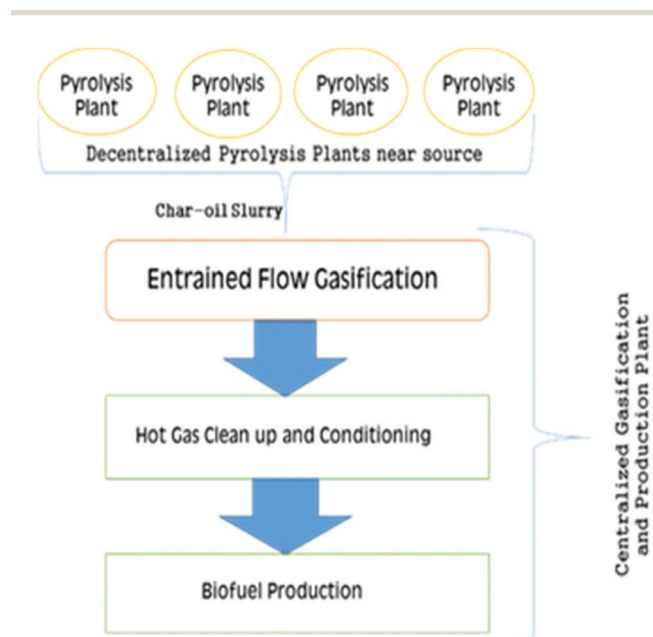 Pyrolysis
Plant
Pyrolysis
Plant
Pyrolysis
Plant
Pyrolysis
Plant
Decentralized Pyrolysis Plants near source
Char-oil Slurry
Entrained Flow Gasification
Hot Gas Clean up and Conditioning
Biofuel Production
Centralized Gasification
and Production Plant